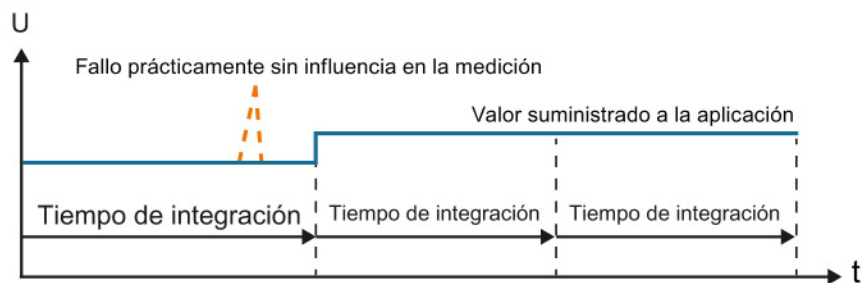 U
Fallo prácticamente sin influencia en la medición
Valor suministrado a la aplicación
Tiempo de integración
Tiempo de integración
Tiempo de integración
t